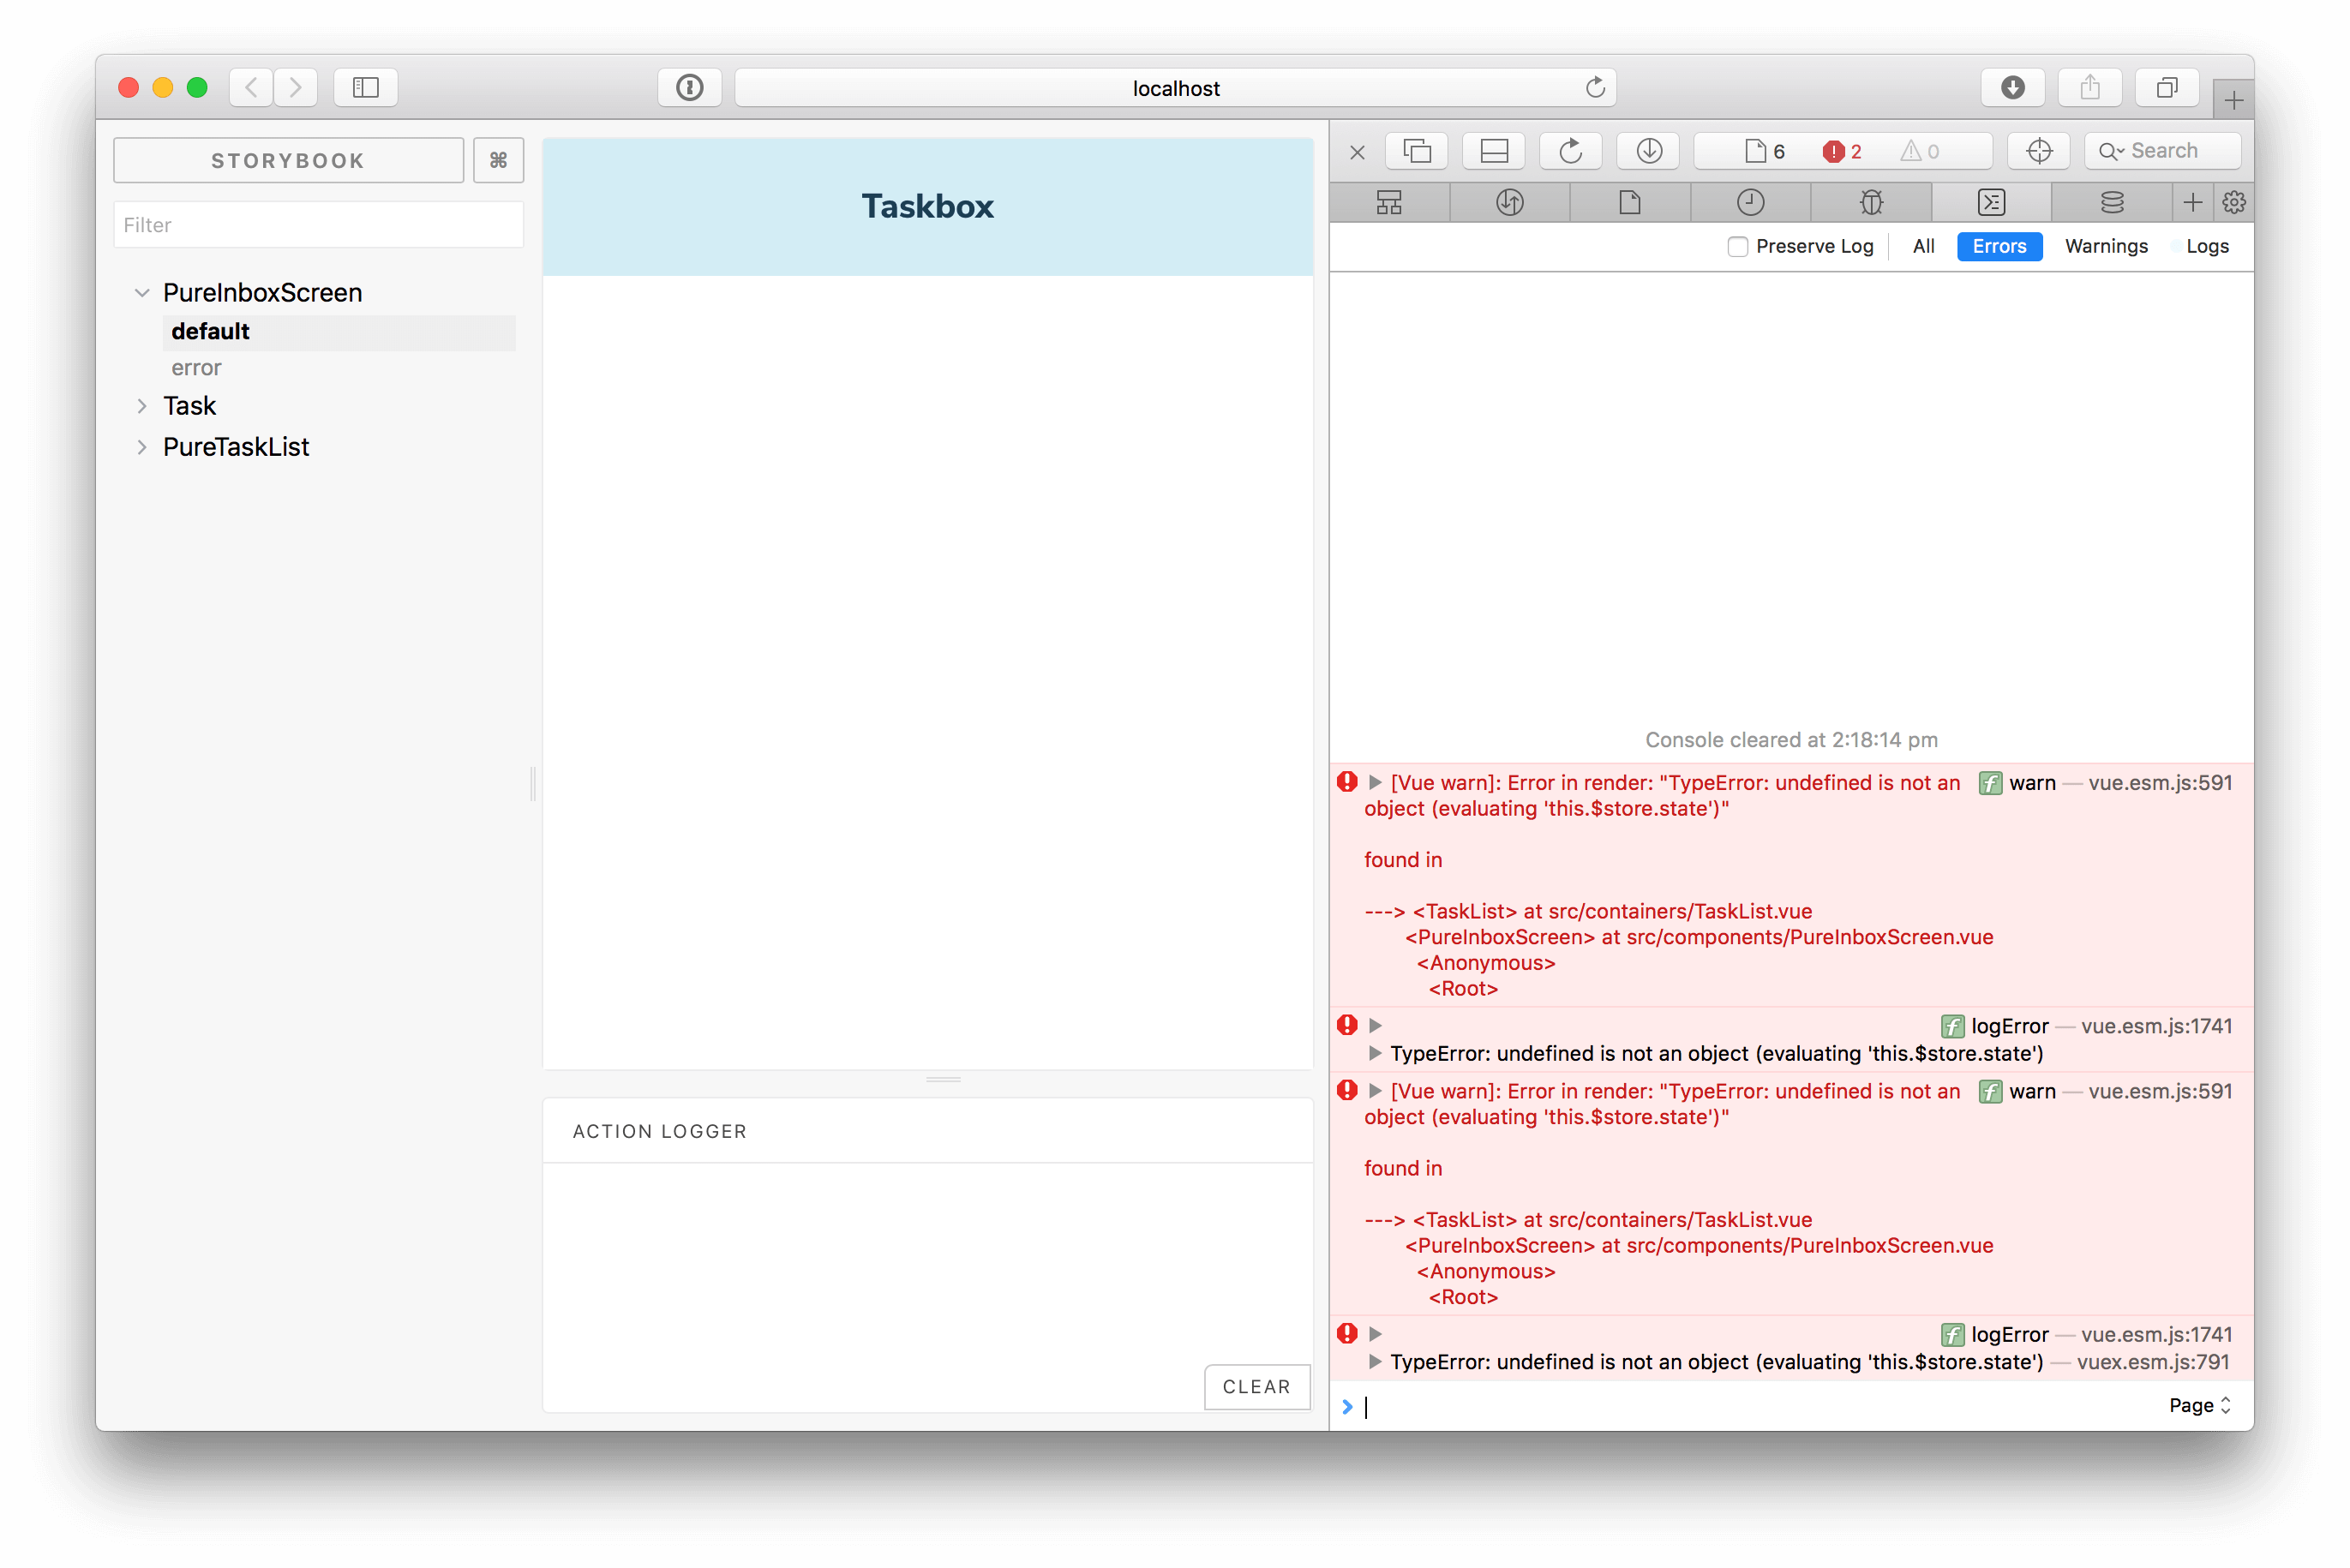 localhost
STORYBOOK ⌘
Filter
PureInboxScreen
default
error
Task
PureTaskList
Taskbox
ACTION LOGGER
CLEAR
6 2 0 Search
Preserve Log All Errors Warnings Logs
Console cleared at 2:18:14 pm
[Vue warn]: Error in render: "TypeError: undefined is not an f warn — vue.esm.js:591
object (evaluating 'this.$store.state')"
found in
---> <TaskList> at src/containers/TaskList.vue
<PureInboxScreen> at src/components/PureInboxScreen.vue
<Anonymous>
<Root>
f logError — vue.esm.js:1741
TypeError: undefined is not an object (evaluating 'this.$store.state')
[Vue warn]: Error in render: "TypeError: undefined is not an f warn — vue.esm.js:591
object (evaluating 'this.$store.state')"
found in
---> <TaskList> at src/containers/TaskList.vue
<PureInboxScreen> at src/components/PureInboxScreen.vue
<Anonymous>
<Root>
f logError — vue.esm.js:1741
TypeError: undefined is not an object (evaluating 'this.$store.state') — vuex.esm.js:791
Page